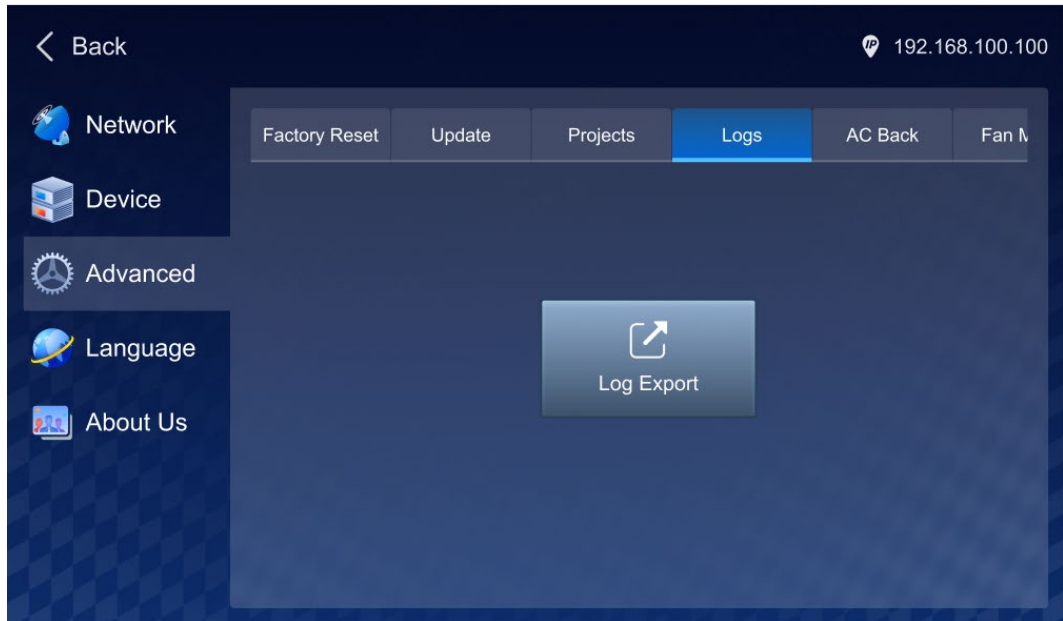 Back
192.168.100.100
Network
Device
Advanced
Language
About Us
Factory Reset Update Projects Logs AC Back Fan
Log Export